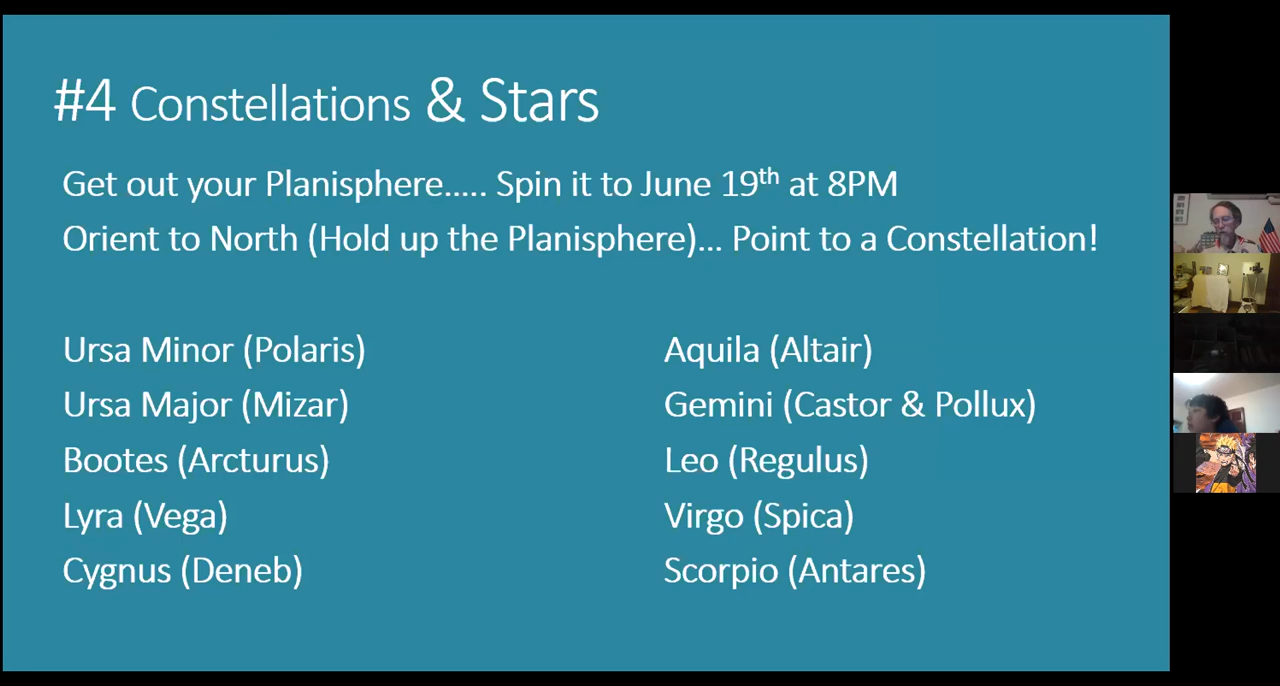 #4 Constellations & Stars
Get out your Planisphere..... Spin it to June 19th at 8PM
Orient to North (Hold up the Planisphere)... Point to a Constellation!
Ursa Minor (Polaris)
Ursa Major (Mizar)
Bootes (Arcturus)
Lyra (Vega)
Cygnus (Deneb)
Aquila (Altair)
Gemini (Castor & Pollux)
Leo (Regulus)
Virgo (Spica)
Scorpio (Antares)